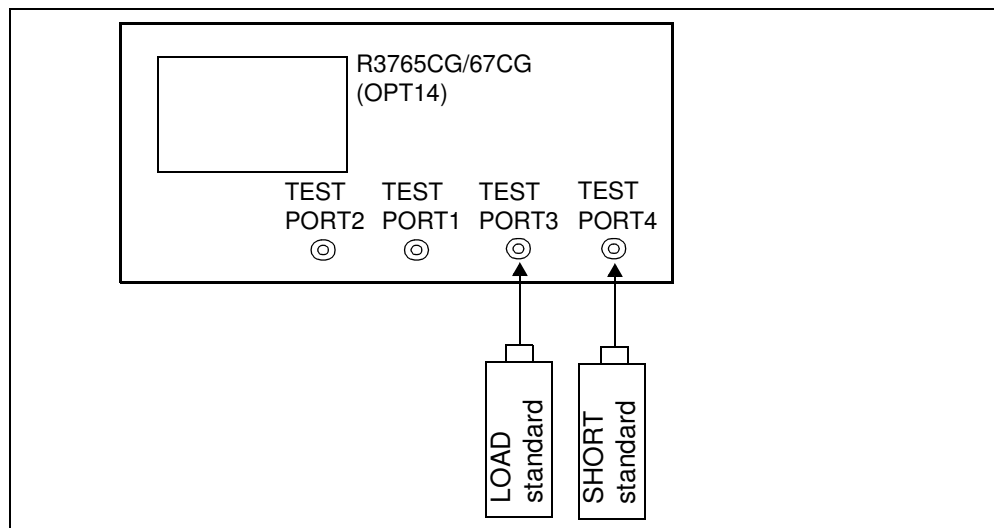 R3765CG/67CG
(OPT14)
TEST TEST TEST TEST
PORT2 PORT1 PORT3 PORT4
LOAD
standard
SHORT
standard